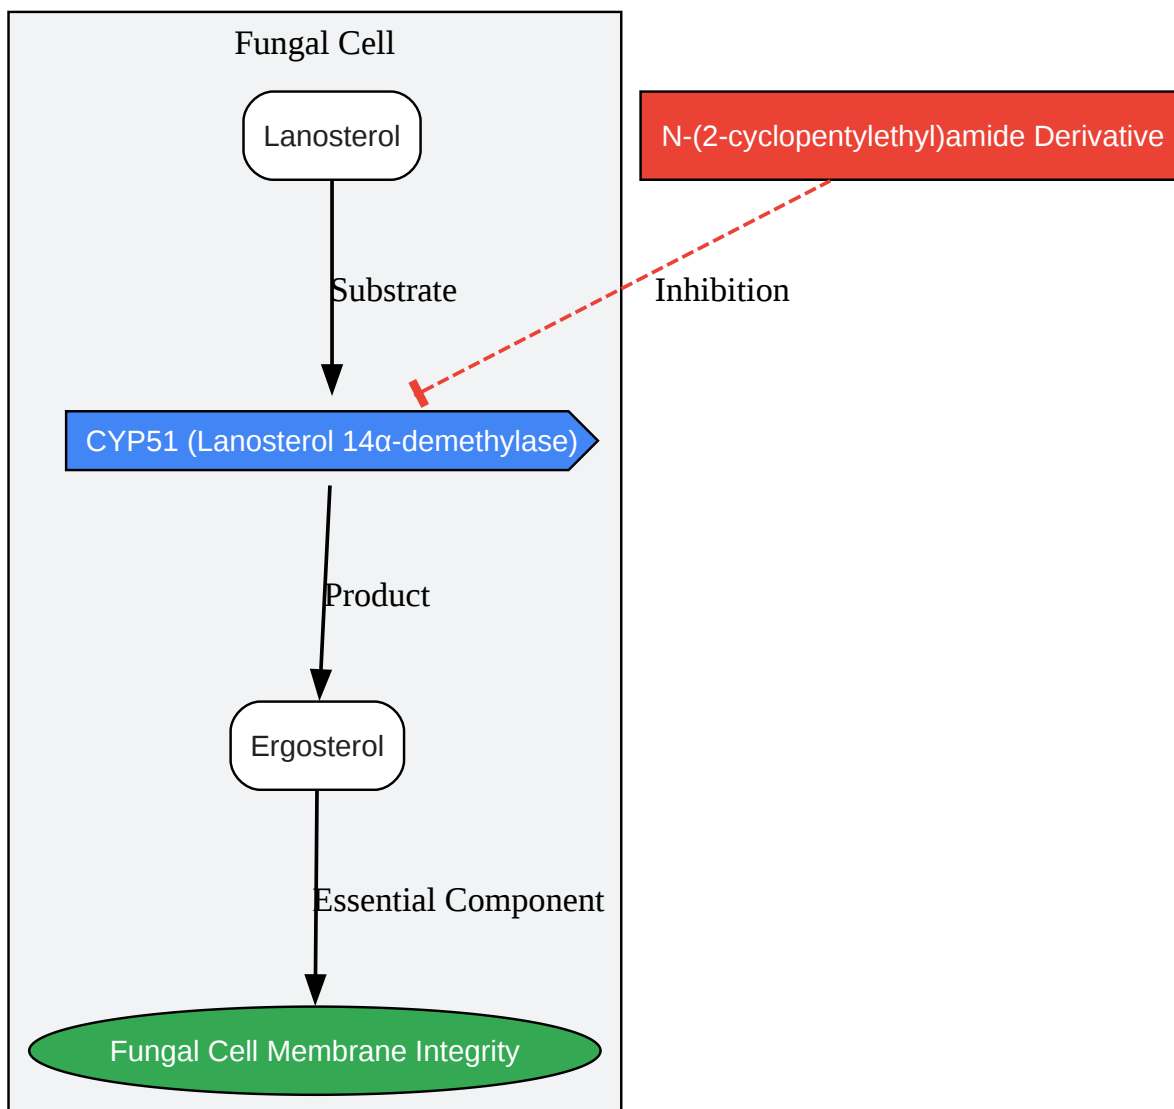 Fungal Cell
Lanosterol
N-(2-cyclopentylethyl)amide Derivative
Substrate
Inhibition
CYP51 (Lanosterol 14α-demethylase)
Product
Ergosterol
Essential Component
Fungal Cell Membrane Integrity